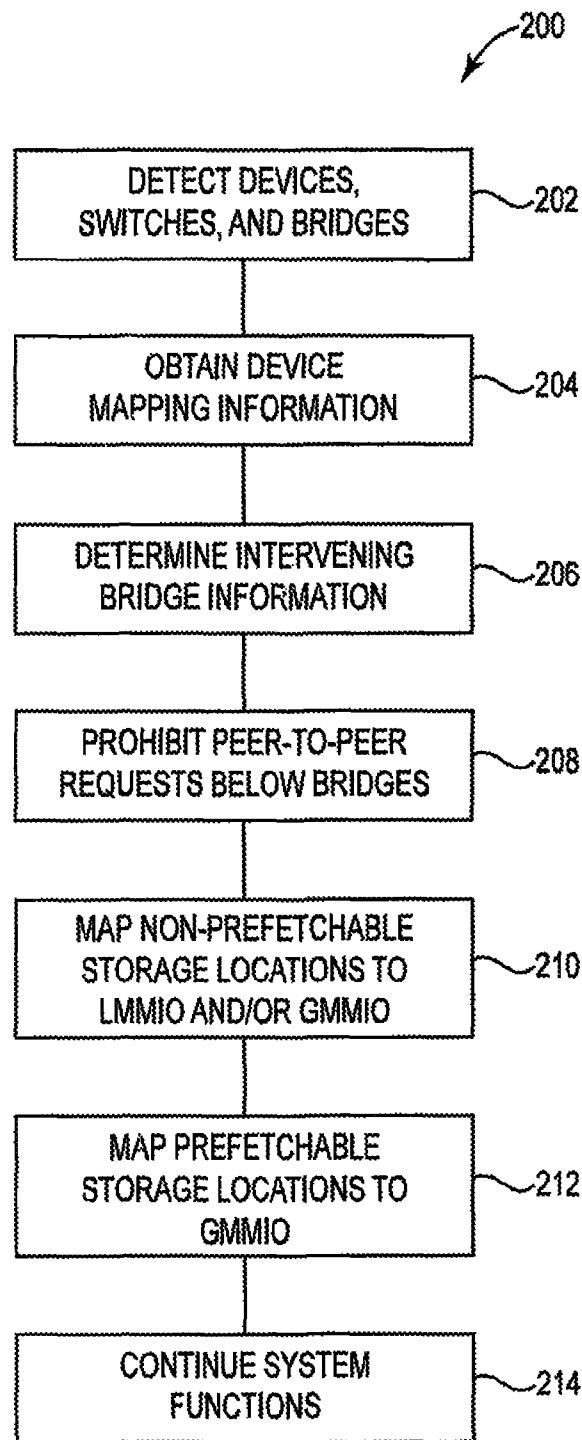 200
DETECT DEVICES,
SWITCHES, AND BRIDGES
202
OBTAIN DEVICE
MAPPING INFORMATION
204
DETERMINE INTERVENING
BRIDGE INFORMATION
206
PROHIBIT PEER-TO-PEER
REQUESTS BELOW BRIDGES
208
MAP NON-PREFETCHABLE
STORAGE LOCATIONS TO
LMMIO AND/OR GMMIO
210
MAP PREFETCHABLE
STORAGE LOCATIONS TO
GMMIO
212
CONTINUE SYSTEM
FUNCTIONS
214